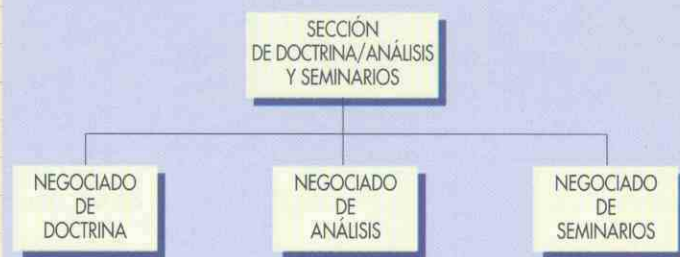 SECCIÓN
DE DOCTRINA/ANÁLISIS
Y SEMINARIOS
NEGOCIADO
DE
DOCTRINA
NEGOCIADO
DE
ANÁLISIS
NEGOCIADO
DE
SEMINARIOS